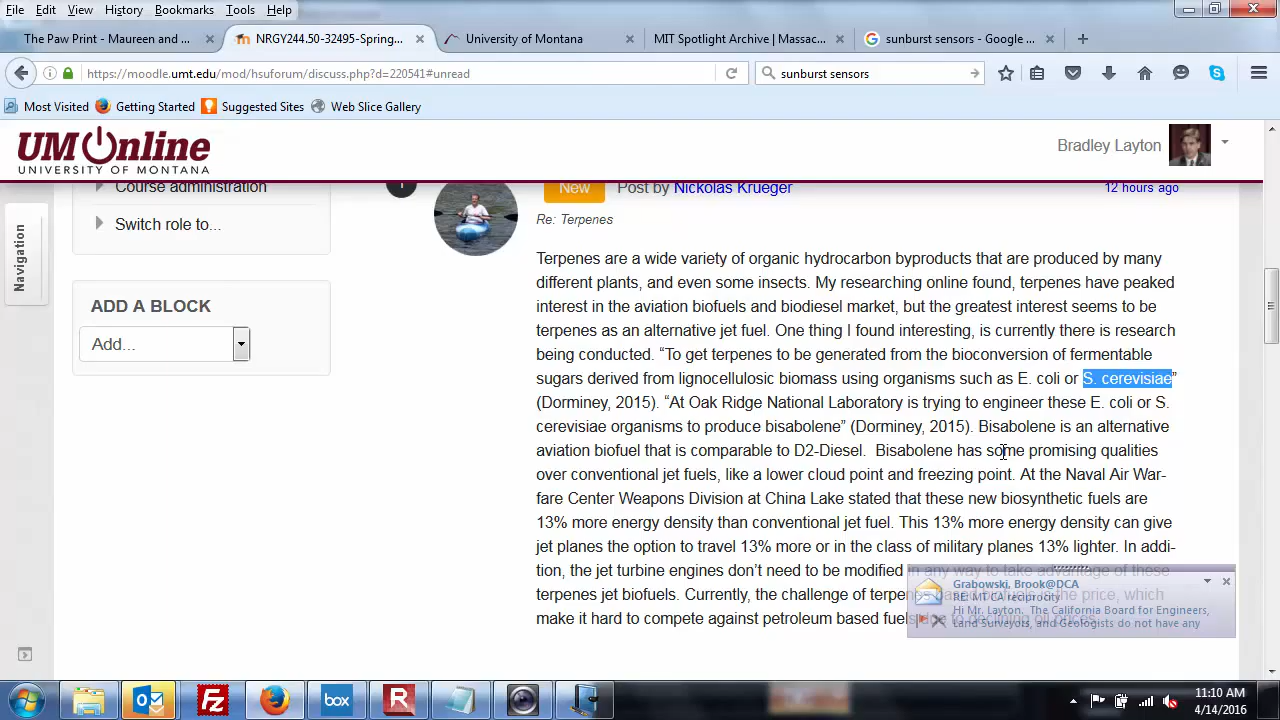 File Edit View History Bookmarks Tools Help
The Paw Print - Maureen and ... × NRGY244.50-32495-Spring... × University of Montana × MIT Spotlight Archive | Massac... × sunburst sensors - Google ... × +
https://moodle.umt.edu/mod/hsuforum/discuss.php?d=220541#unread sunburst sensors
Most Visited Getting Started Suggested Sites Web Slice Gallery
UM Online
UNIVERSITY OF MONTANA
Bradley Layton
Course administration
Switch role to...
Navigation
ADD A BLOCK
Add...
1
New Post by Nickolas Krueger 12 hours ago
Re: Terpenes
Terpenes are a wide variety of organic hydrocarbon byproducts that are produced by many
different plants, and even some insects. My researching online found, terpenes have peaked
interest in the aviation biofuels and biodiesel market, but the greatest interest seems to be
terpenes as an alternative jet fuel. One thing I found interesting, is currently there is research
being conducted. “To get terpenes to be generated from the bioconversion of fermentable
sugars derived from lignocellulosic biomass using organisms such as E. coli or S. cerevisiae”
(Dorminey, 2015). “At Oak Ridge National Laboratory is trying to engineer these E. coli or S.
cerevisiae organisms to produce bisabolene” (Dorminey, 2015). Bisabolene is an alternative
aviation biofuel that is comparable to D2-Diesel. Bisabolene has some promising qualities
over conventional jet fuels, like a lower cloud point and freezing point. At the Naval Air War-
fare Center Weapons Division at China Lake stated that these new biosynthetic fuels are
13% more energy density than conventional jet fuel. This 13% more energy density can give
jet planes the option to travel 13% more or in the class of military planes 13% lighter. In addi-
tion, the jet turbine engines don’t need to be modified in any way to take advantage of these
terpenes jet biofuels. Currently, the challenge of terpenes price, which
make it hard to compete against petroleum based fuels
Grabowski, Brook@DCA
RE: MT CA reciprocity
Hi Mr. Layton. The California Board for Engineers,
Land Surveyors, and Geologists do not have any
box
11:10 AM
4/14/2016